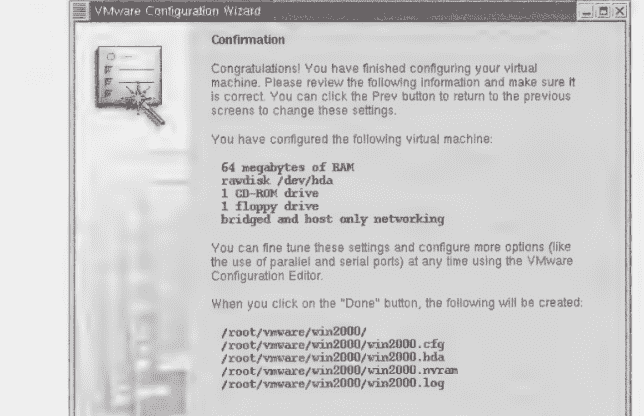 VMware Configuration Wizard
Confirmation
Congratulations! You have finished configuring your virtual
machine. Please review the following information and make sure it
is correct. You can click the Prev button to return to the previous
screens to change these settings.
You have configured the following virtual machine:
64 megabytes of RAM
rawdisk /dev/hda
1 CD-ROM drive
1 floppy drive
bridged and host only networking
You can fine tune these settings and configure more options (like
the use of parallel and serial ports) at any time using the VMware
Configuration Editor.
When you click on the "Done" button, the following will be created:
/root/vmware/win2000/
/root/vmware/win2000/win2000.cfg
/root/vmware/win2000/win2000.hda
/root/vmware/win2000/win2000.nvram
/root/vmware/win2000/win2000.log